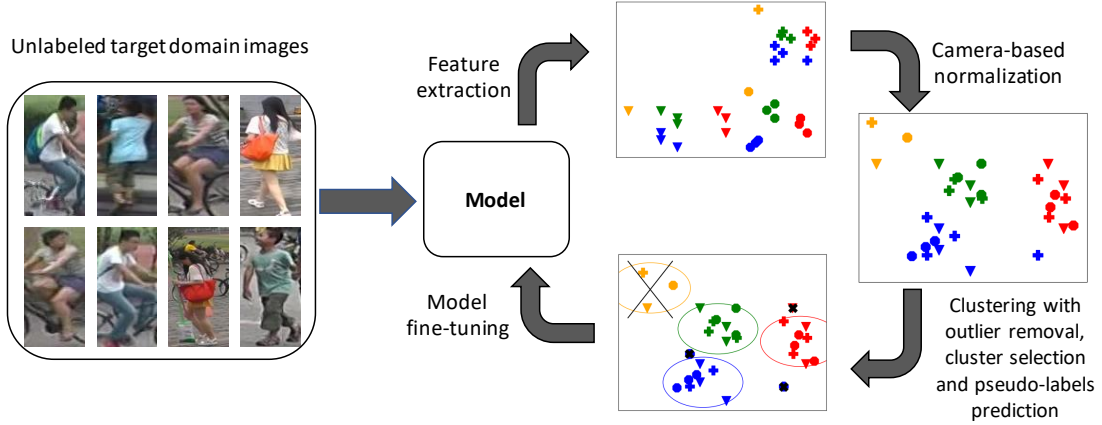 Unlabeled target domain images
Feature
extraction
Camera-based
normalization
Model
Model
fine-tuning
Clustering with
outlier removal,
cluster selection
and pseudo-labels
prediction